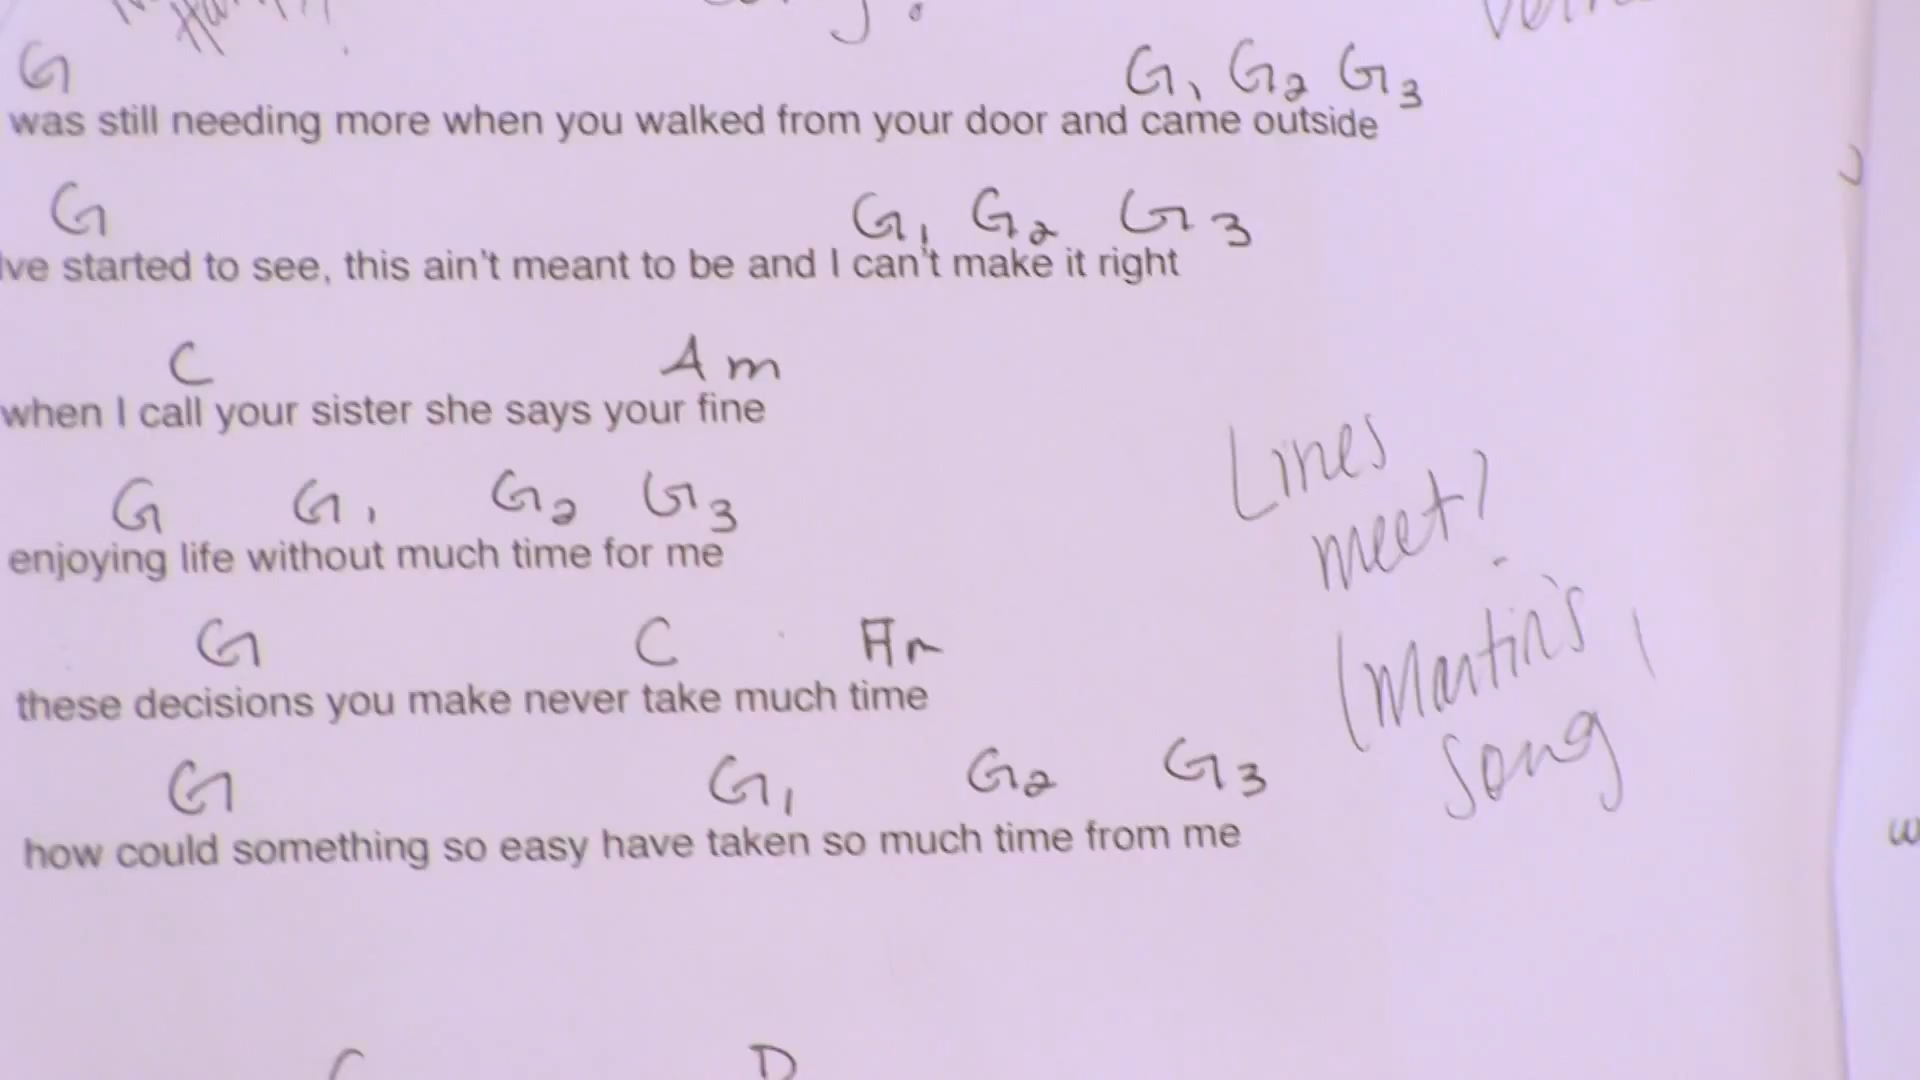 G G1 G2 G3
was still needing more when you walked from your door and came outside
G G1 G2 G3
Ive started to see, this ain't meant to be and I can't make it right
C Am
when I call your sister she says your fine
G G1 G2 G3
enjoying life without much time for me
Lines
meet?
G C Am
(Martin's
these decisions you make never take much time
song
G G1 G2 G3
how could something so easy have taken so much time from me
C D